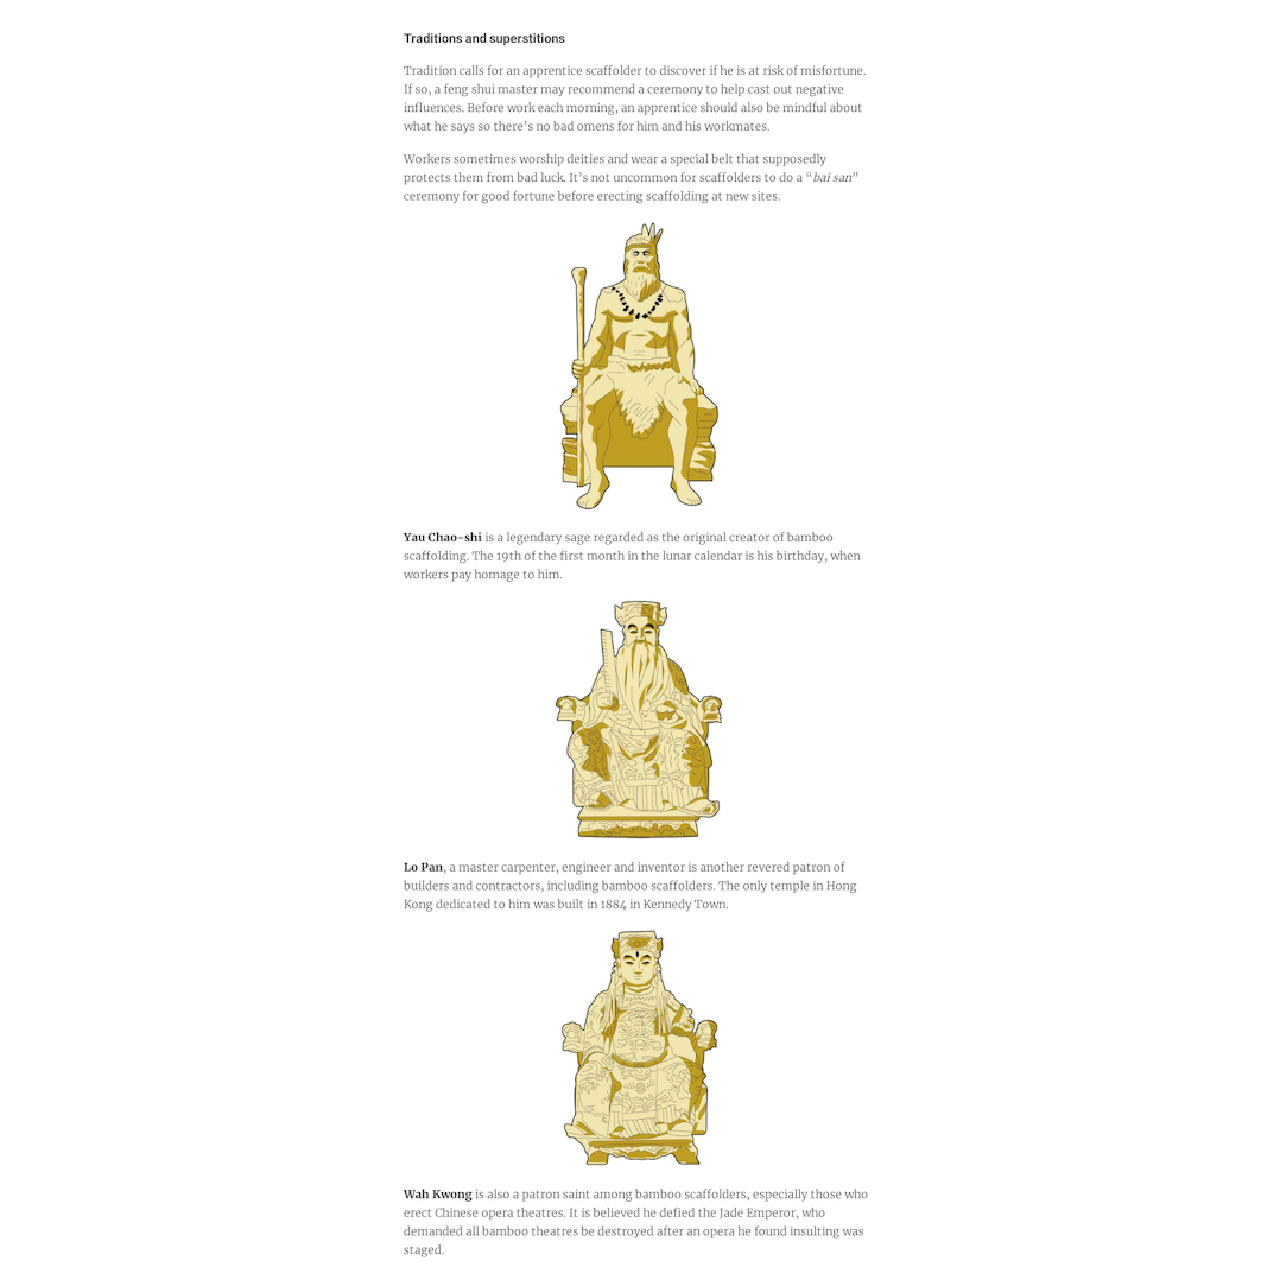 Traditions and superstitions
Tradition calls for an apprentice scaffolder to discover if he is at risk of misfortune.
If so, a feng shui master may recommend a ceremony to help cast out negative
influences. Before work each morning, an apprentice should also be mindful about
what he says so there's no bad omens for him and his workmates.
Workers sometimes worship deities and wear a special belt that supposedly
protects them from bad luck. It's not uncommon for scaffolders to do a “bai san”
ceremony for good fortune before erecting scaffolding at new sites.
Yau Chao-shi is a legendary sage regarded as the original creator of bamboo
scaffolding. The 19th of the first month in the lunar calendar is his birthday, when
workers pay homage to him.
Lo Pan, a master carpenter, engineer and inventor is another revered patron of
builders and contractors, including bamboo scaffolders. The only temple in Hong
Kong dedicated to him was built in 1884 in Kennedy Town.
Wah Kwong is also a patron saint among bamboo scaffolders, especially those who
erect Chinese opera theatres. It is believed he defied the Jade Emperor, who
demanded all bamboo theatres be destroyed after an opera he found insulting was
staged.